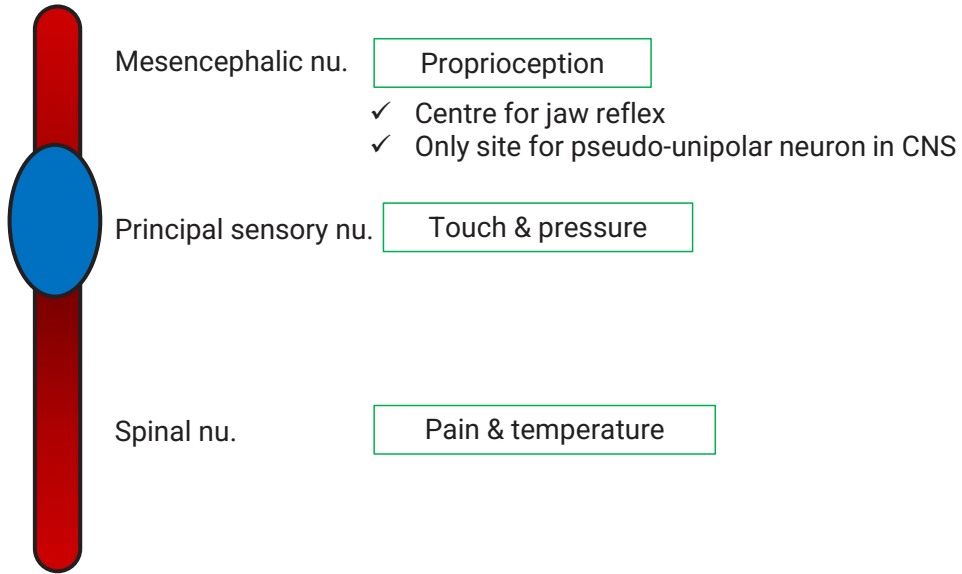 Mesencephalic nu.
Proprioception
✓ Centre for jaw reflex
✓ Only site for pseudo-unipolar neuron in CNS
Principal sensory nu.
Touch & pressure
Spinal nu.
Pain & temperature